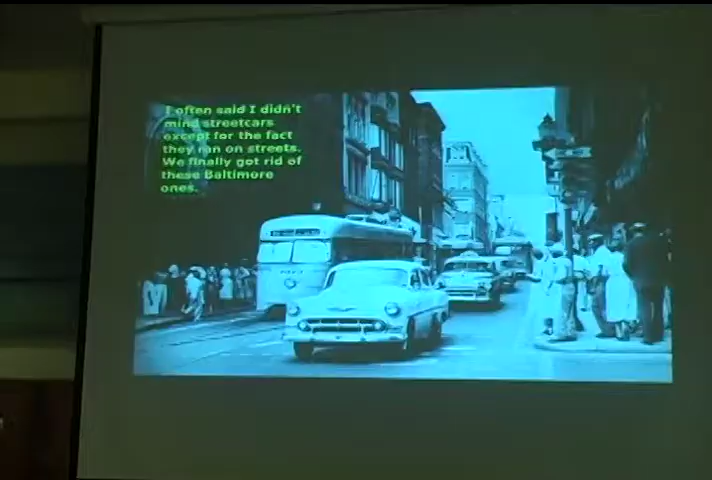 I often said I didn't
mind streetcars
except for the fact
they ran on streets.
We finally got rid of
these Baltimore
ones.